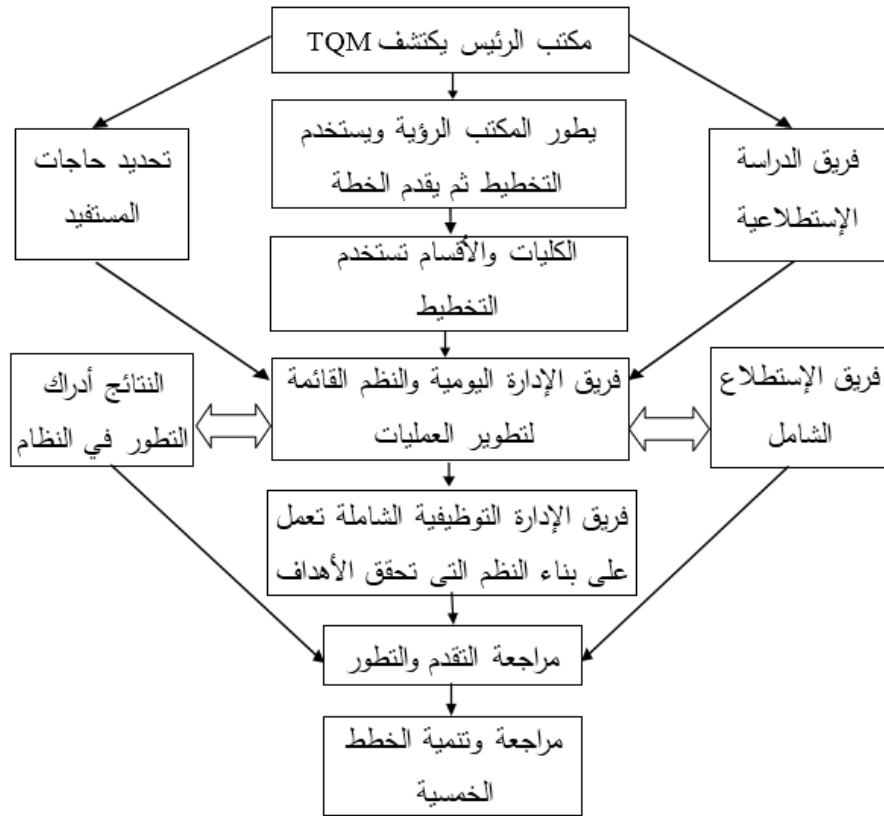 مكتب الرئيس يكتشف TQM
يطور المكتب الرؤية ويستخدم
التخطيط ثم يقدم الخطة
فريق الدراسة
الإستطلاعية
تحديد حاجات
المستفيد
الكليات والأقسام تستخدم
التخطيط
فريق الإستطلاع
الشامل
فريق الإدارة اليومية والنظم القائمة
لتطوير العمليات
النتائج أدراك
التطور في النظام
فريق الإدارة التوظيفية الشاملة تعمل
على بناء النظم التى تحقق الأهداف
مراجعة التقدم والتطور
مراجعة وتنمية الخطط
الخمسية